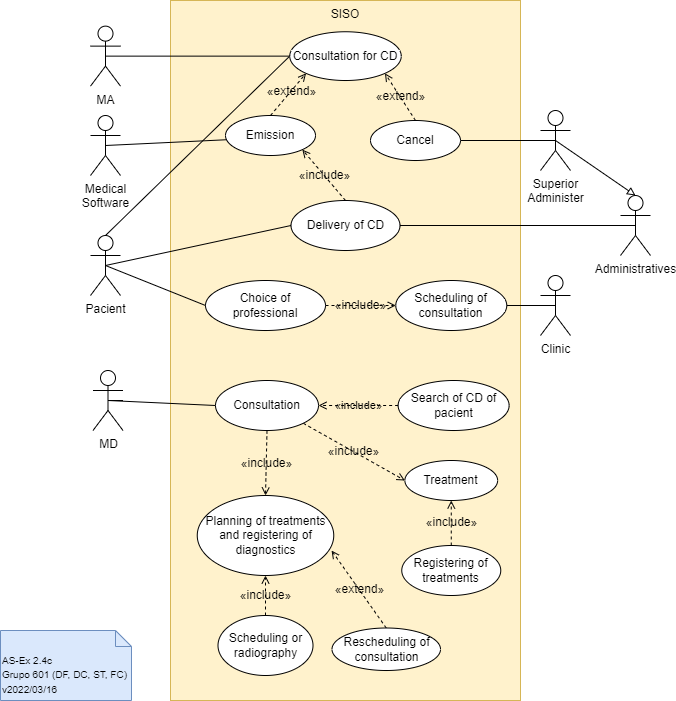 SISO
Consultation for CD
MA
«extend»
«extend»
Emission
Cancel
Medical
Software
Superior
Administer
«include»
Delivery of CD
Administratives
Pacient
Choice of
professional
«include»
Scheduling of
consultation
Clinic
MD
Consultation
«include»
Search of CD of
pacient
«include»
«include»
Treatment
Planning of treatments
and registering of
diagnostics
«include»
Registering of
treatments
«include»
«extend»
Scheduling or
radiography
Rescheduling of
consultation
AS-Ex 2.4c
Grupo 601 (DF, DC, ST, FC)
v2022/03/16